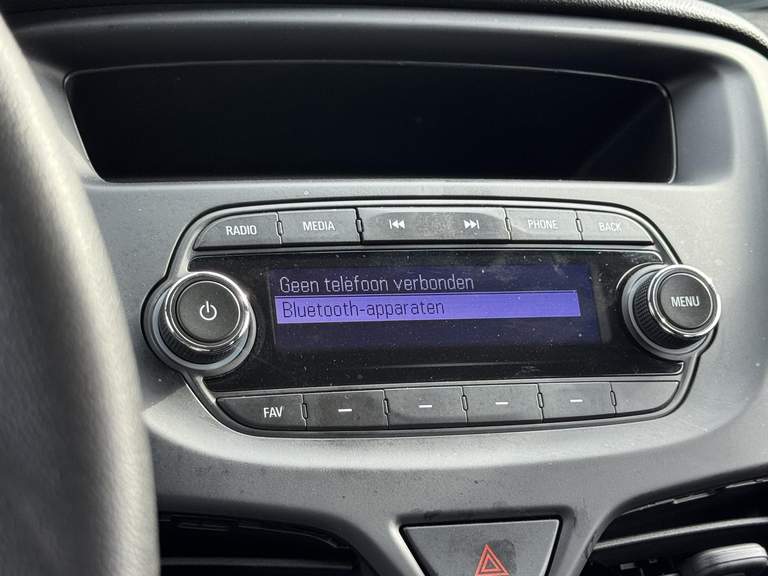 RADIO MEDIA PHONE BACK
Geen telefoon verbonden
Bluetooth-apparaten
MENU
FAV